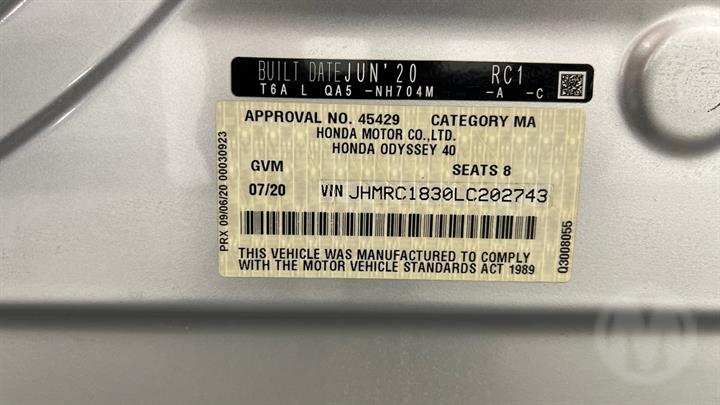 BUILT DATE JUN'20 RC1
T6A L QA5 -NH704M -A -C
APPROVAL NO. 45429 CATEGORY MA
HONDA MOTOR CO.,LTD.
HONDA ODYSSEY 40
GVM SEATS 8
07/20 VIN JHMRC1830LC202743
THIS VEHICLE WAS MANUFACTURED TO COMPLY
WITH THE MOTOR VEHICLE STANDARDS ACT 1989
PRX 09/06/20 00030923
Q3008055